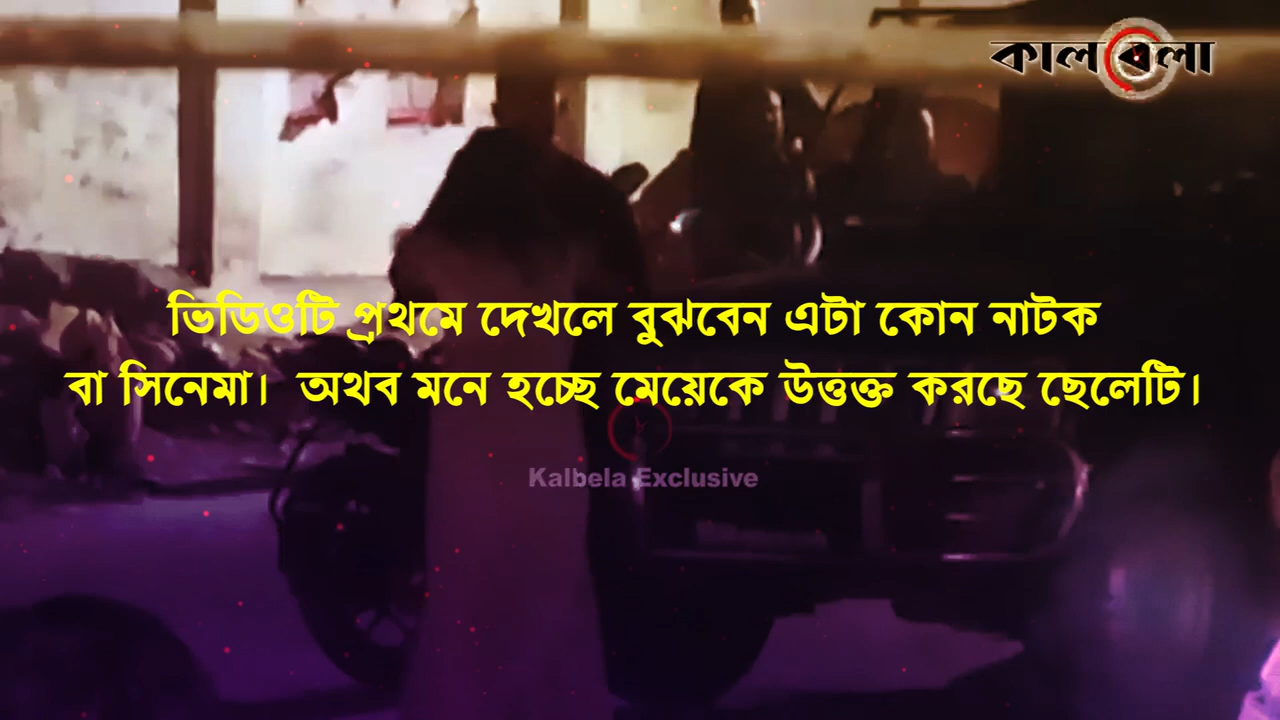 কালবেলা
ভিডিওটি প্রথমে দেখলে বুঝবেন এটা কোন নাটক
বা সিনেমা। অথব মনে হচ্ছে মেয়েকে উত্তক্ত করছে ছেলেটি।
Kalbela Exclusive